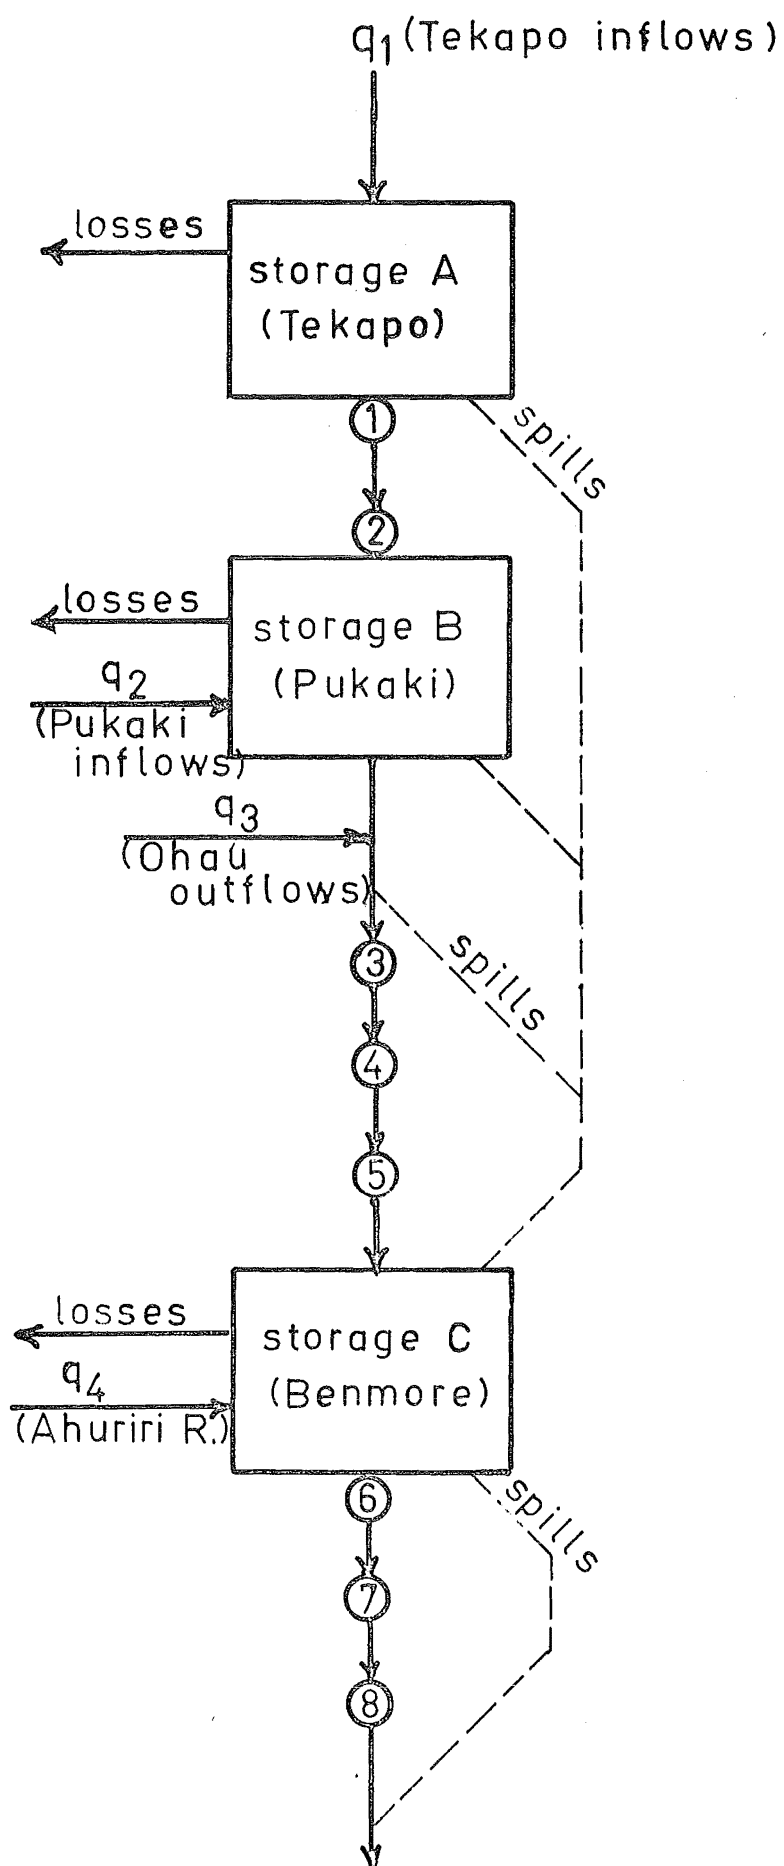 q1 (Tekapo inflows)
losses
storage A
(Tekapo)
1
spills
2
losses
storage B
(Pukaki)
q2
(Pukaki
inflows)
q3
(Ohau
outflows)
spills
3
4
5
losses
storage C
(Benmore)
q4
(Ahuriri R.)
6
spills
7
8